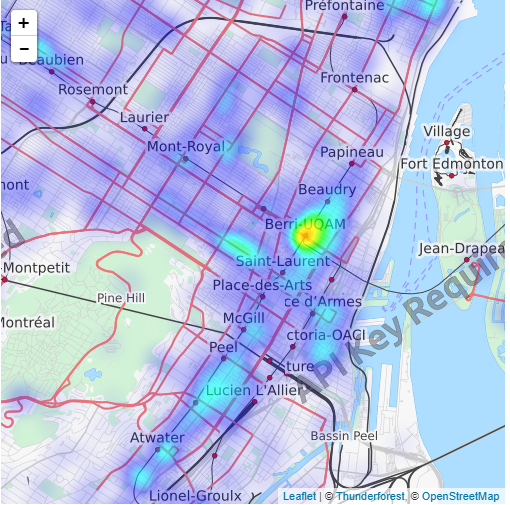 +
−
Préfontaine
Beaubien
Rosemont
Frontenac
Laurier
Village
Mont-Royal
Papineau
Fort Edmonton
mont
Beaudry
Berri-UQAM
Jean-Drapea
Saint-Laurent
Montpetit
Place-des-Arts
Pine Hill
ce d'Armes
API Key Requir
Montréal
McGill
ctoria-OACI
Peel
ture
Lucien L'Allier
Atwater
Bassin Peel
Lionel-Groulx
Leaflet | © Thunderforest, © OpenStreetMap